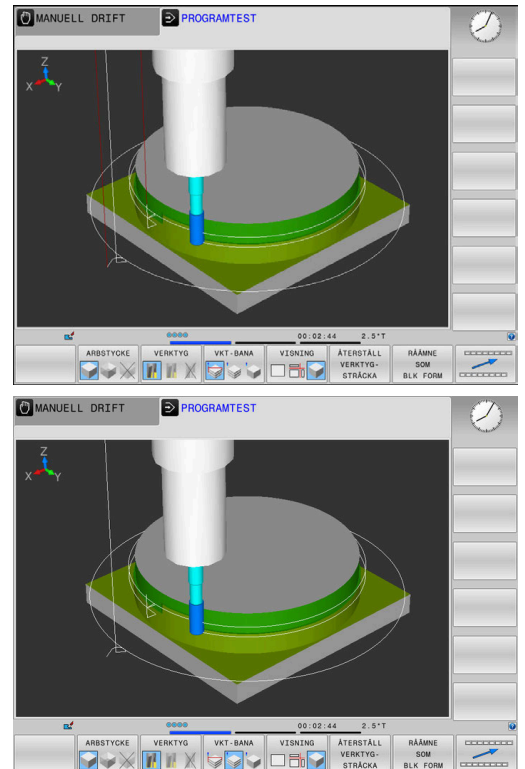 MANUELL DRIFT
PROGRAMTEST
Z
X
Y
00:02:44 2.5*T
ARBSTYCKE
VERKTYG
VKT-BANA
VISNING
ÅTERSTÄLL
VERKTYG-
STRÄCKA
RÅÄMNE
SOM
BLK FORM
MANUELL DRIFT
PROGRAMTEST
Z
X
Y
00:02:44 2.5*T
ARBSTYCKE
VERKTYG
VKT-BANA
VISNING
ÅTERSTÄLL
VERKTYG-
STRÄCKA
RÅÄMNE
SOM
BLK FORM